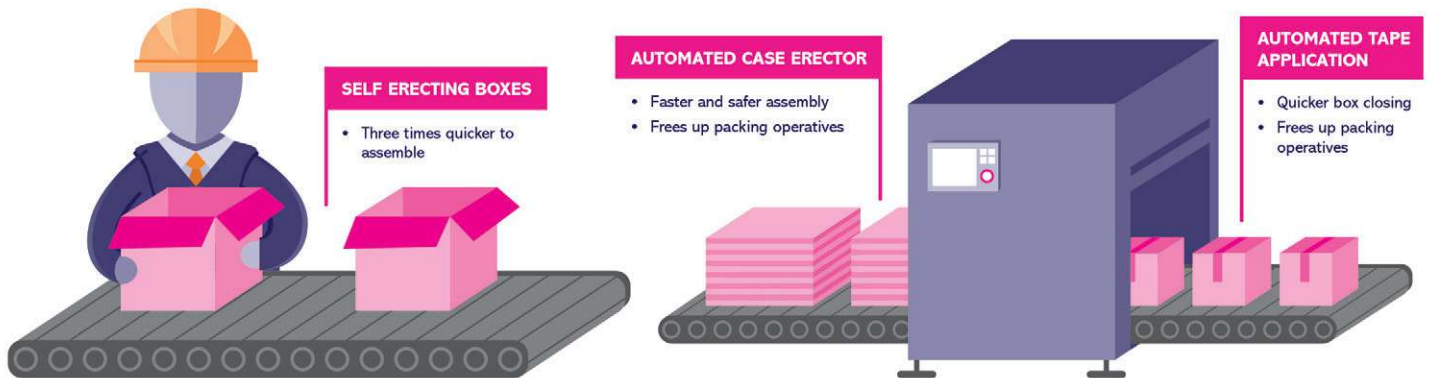 SELF ERECTING BOXES
• Three times quicker to
assemble
AUTOMATED CASE ERECTOR
• Faster and safer assembly
• Frees up packing operatives
AUTOMATED TAPE
APPLICATION
• Quicker box closing
• Frees up packing
operatives